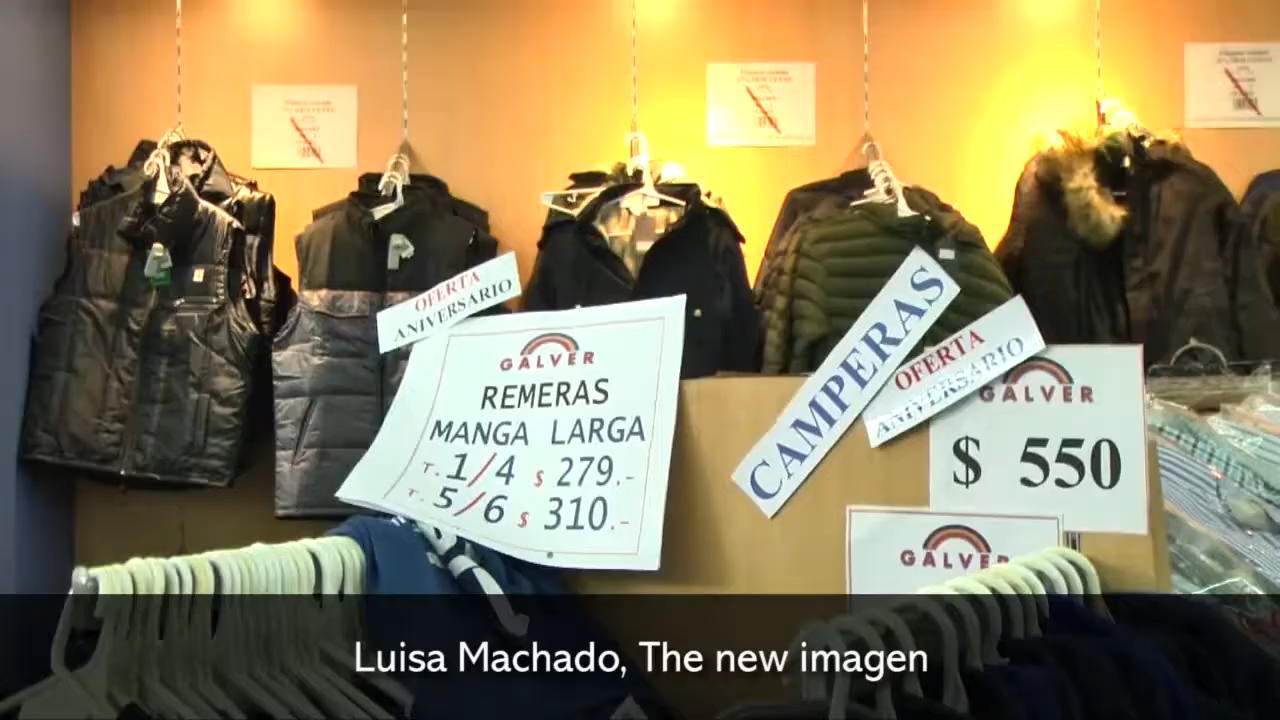 OFERTA
ANIVERSARIO
GALVER
REMERAS
MANGA LARGA
T. 1/4 $ 279.-
T. 5/6 $ 310.-
CAMPERAS
OFERTA
ANIVERSARIO
GALVER
$ 550
GALVER
Luisa Machado, The new imagen